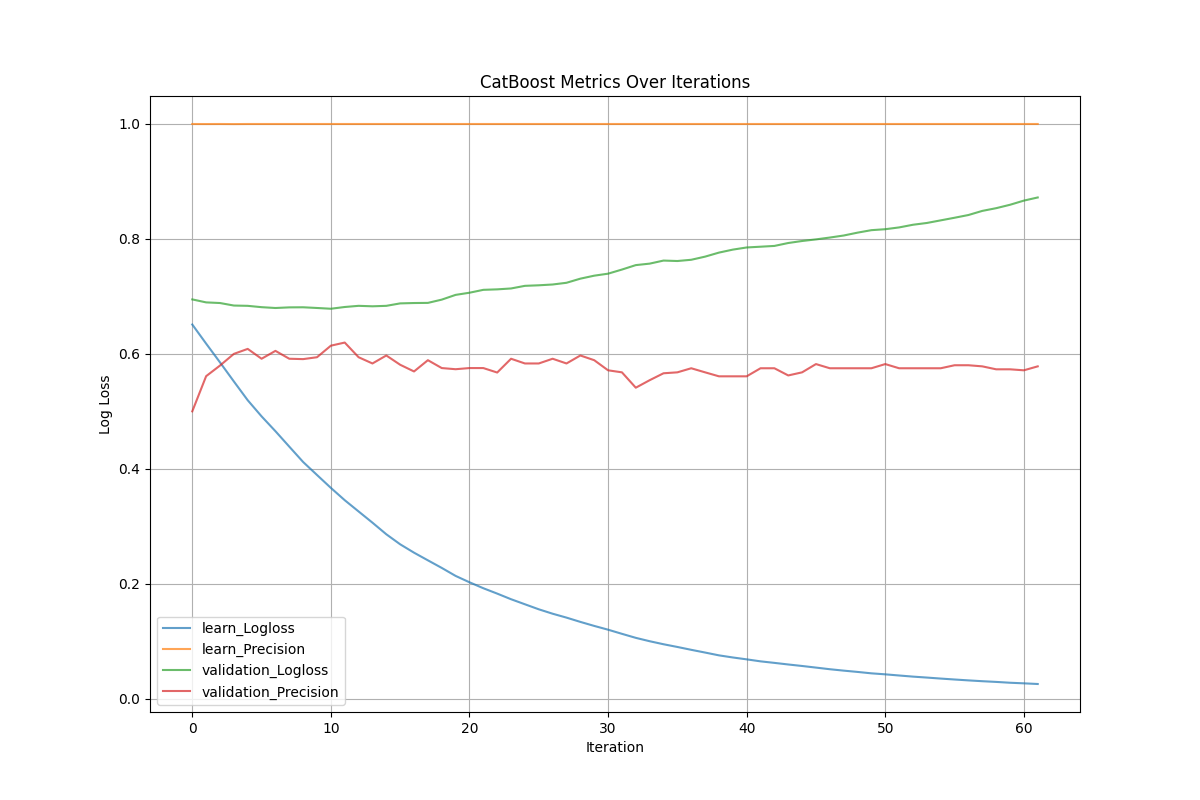 CatBoost Metrics Over Iterations
1.0
0.8
0.6
0.4
0.2
0.0
Log Loss
learn_Logloss
learn_Precision
validation_Logloss
validation_Precision
0 10 20 30 40 50 60
Iteration